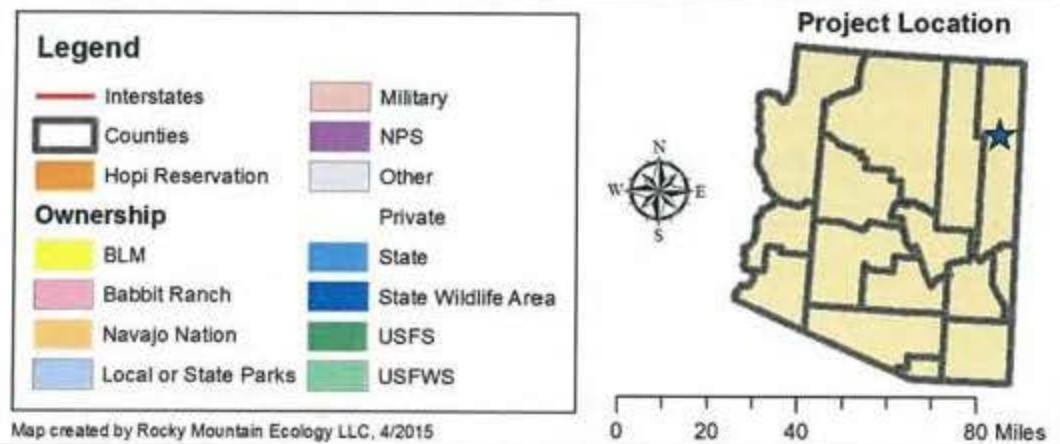 Legend
Interstates
Counties
Hopi Reservation
Ownership
BLM
Babbit Ranch
Navajo Nation
Local or State Parks
Military
NPS
Other
Private
State
State Wildlife Area
USFS
USFWS
Map created by Rocky Mountain Ecology LLC, 4/2015
Project Location
N
W
E
S
0 20 40 80 Miles